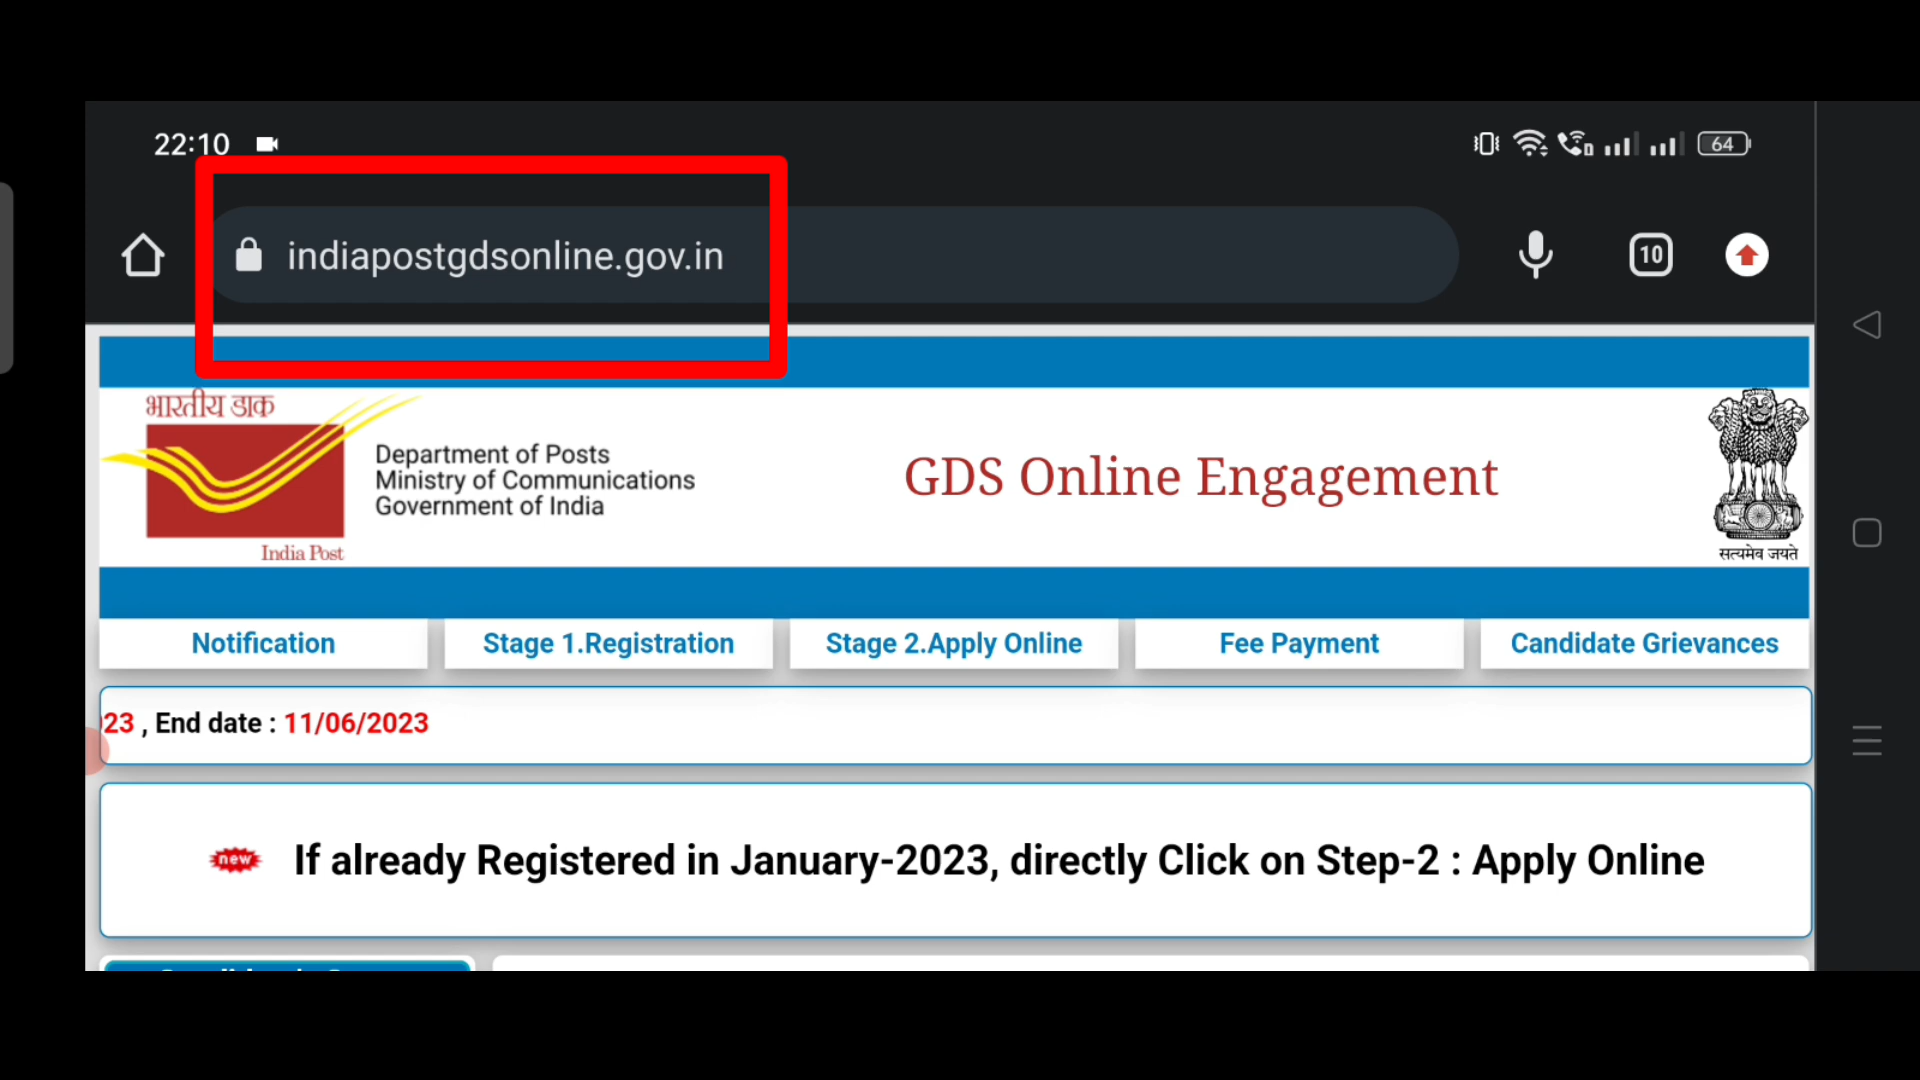 22:10
64
indiapostgdsonline.gov.in
10
भारतीय डाक
India Post
Department of Posts
Ministry of Communications
Government of India
GDS Online Engagement
सत्यमेव जयते
Notification
Stage 1.Registration
Stage 2.Apply Online
Fee Payment
Candidate Grievances
23 , End date : 11/06/2023
new
If already Registered in January-2023, directly Click on Step-2 : Apply Online